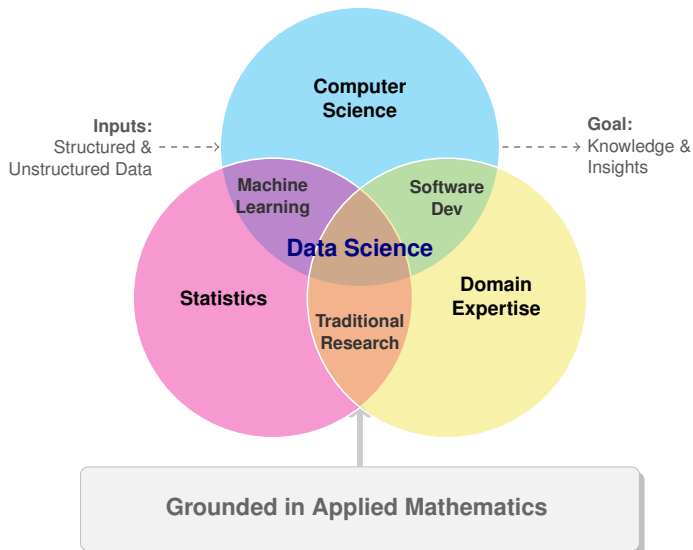 Computer
Science
Inputs:
Structured &
Unstructured Data
Goal:
Knowledge &
Insights
Machine
Learning
Software
Dev
Data Science
Statistics
Domain
Expertise
Traditional
Research
Grounded in Applied Mathematics